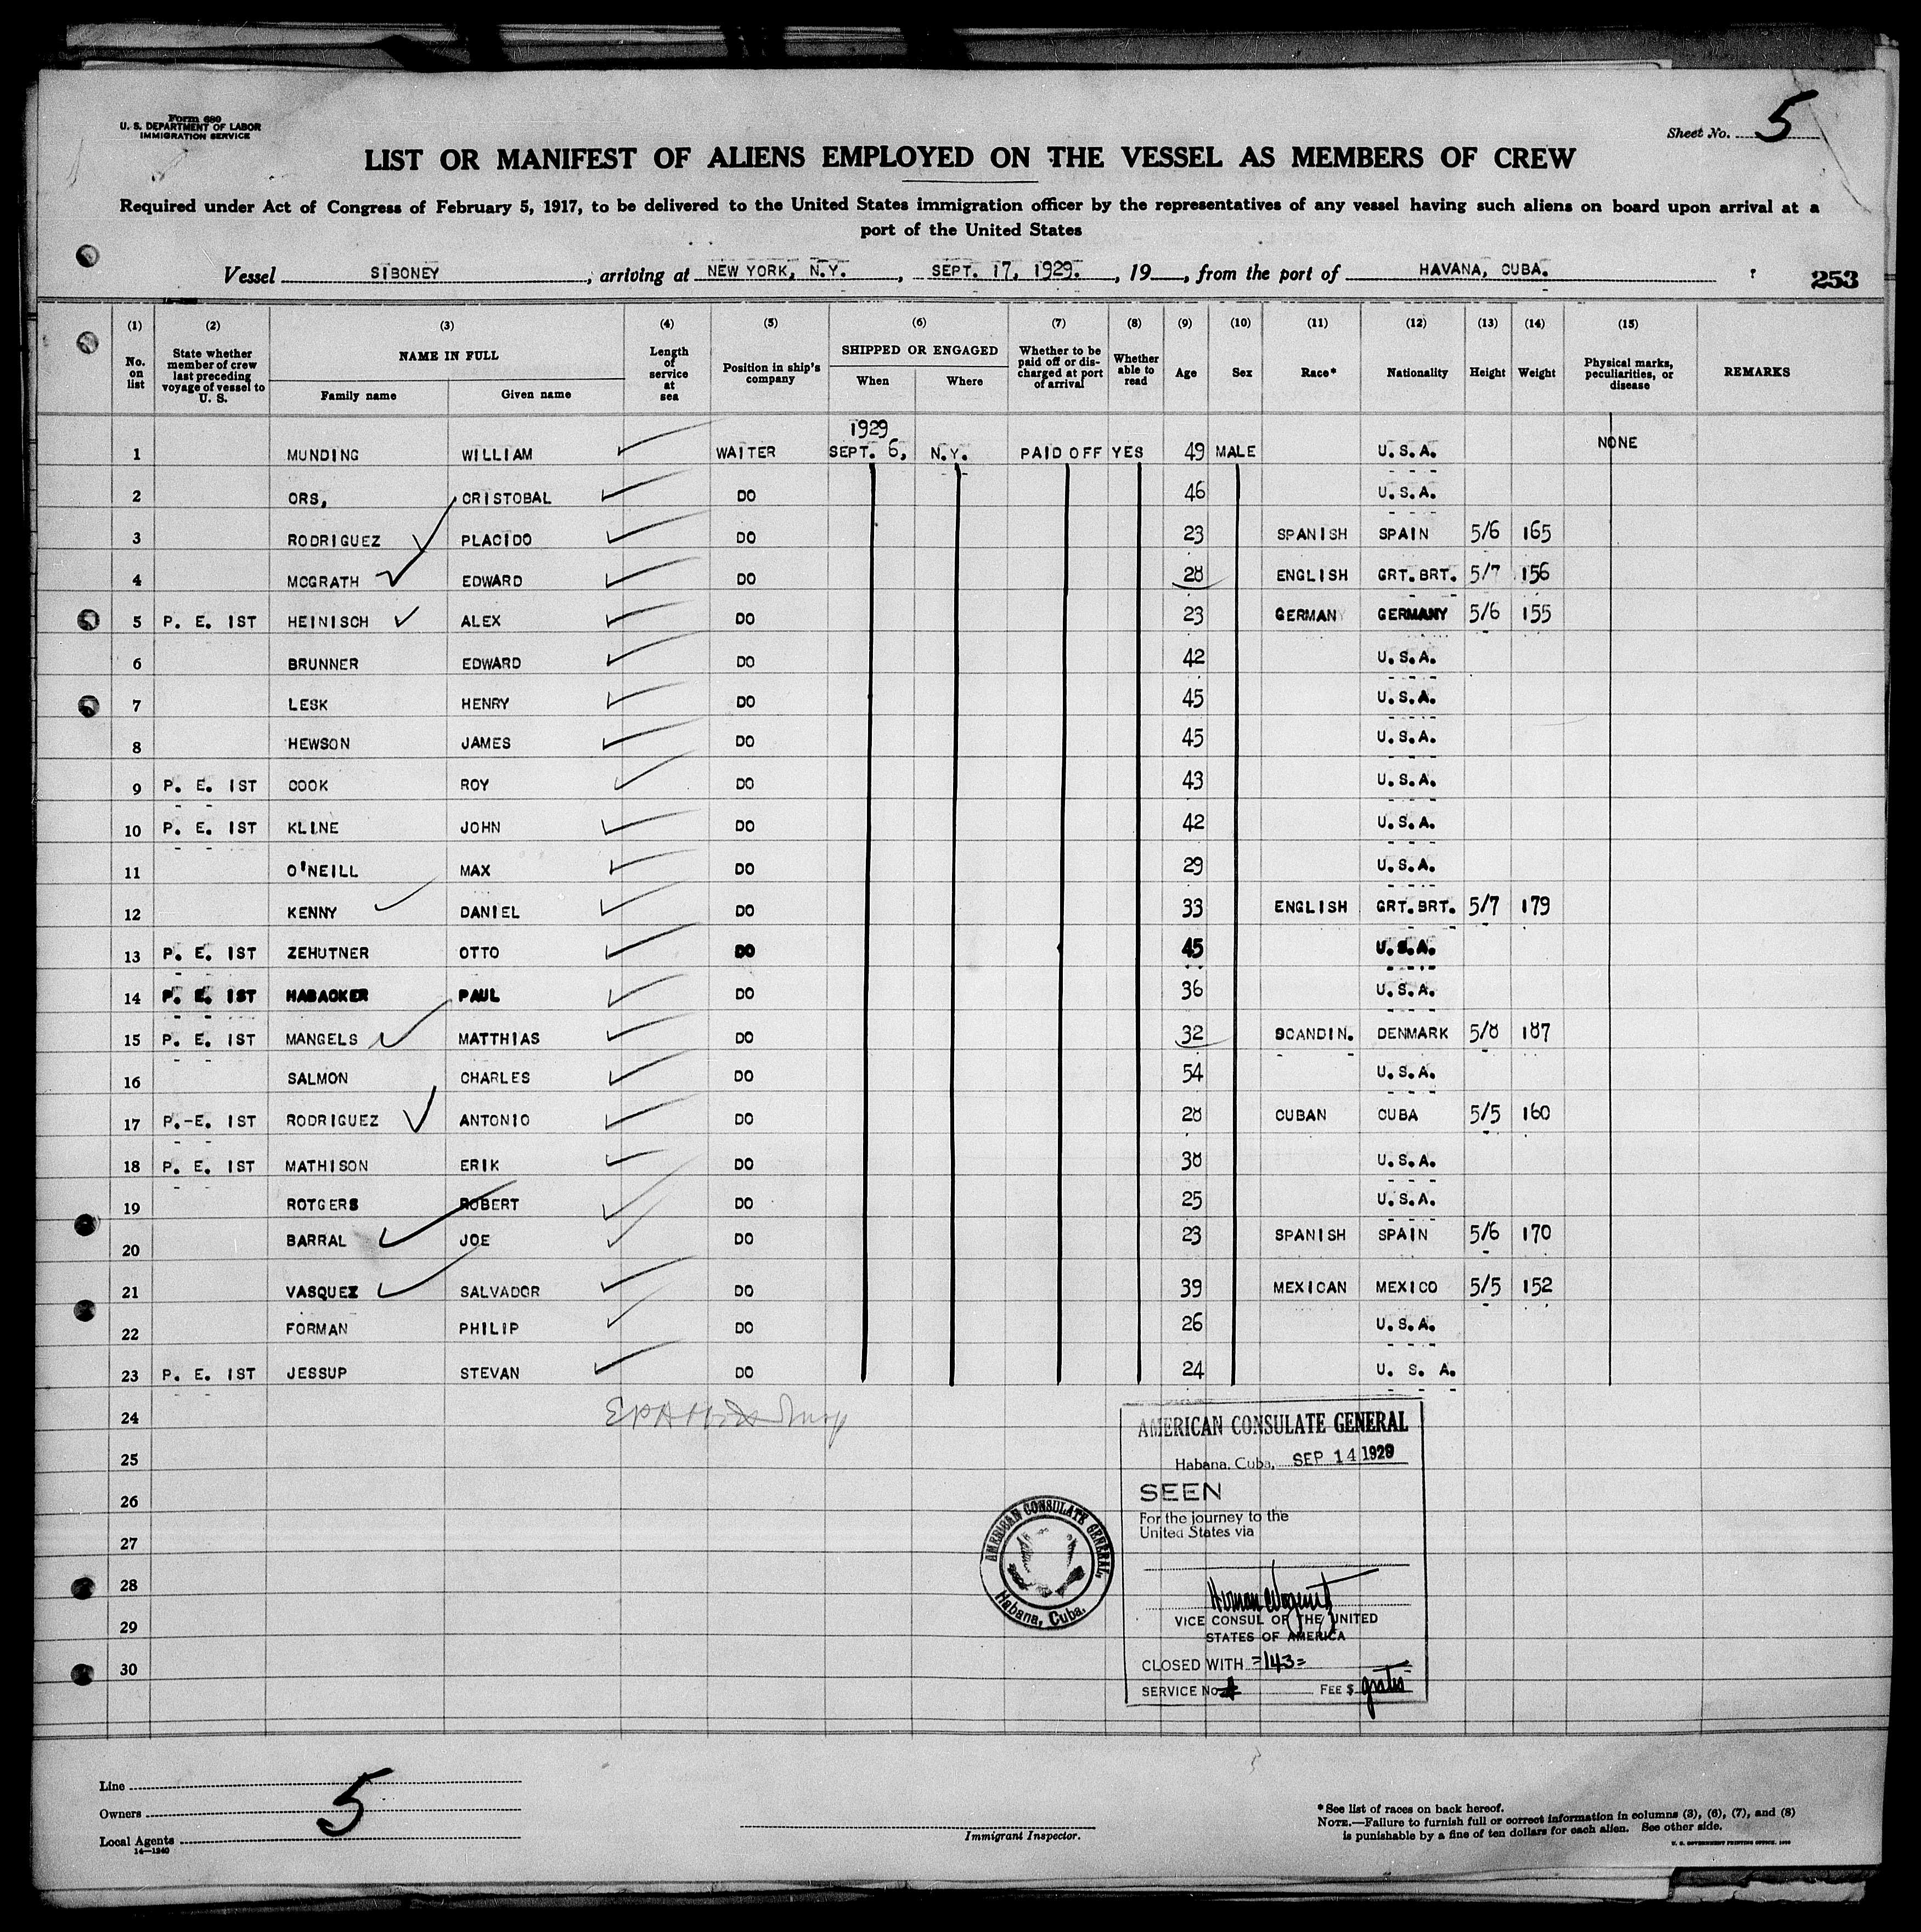 Form 680
U. S. DEPARTMENT OF LABOR
IMMIGRATION SERVICE
Sheet No. 5
LIST OR MANIFEST OF ALIENS EMPLOYED ON THE VESSEL AS MEMBERS OF CREW
Required under Act of Congress of February 5, 1917, to be delivered to the United States immigration officer by the representatives of any vessel having such aliens on board upon arrival at a
port of the United States
Vessel SIBONEY, arriving at NEW YORK, N.Y., SEPT. 17, 1929., 19, from the port of HAVANA, CUBA.
253
(1) (2) (3) (4) (5) (6) (7) (8) (9) (10) (11) (12) (13) (14) (15)
No. on list State whether member of crew last preceding voyage of vessel to U. S. NAME IN FULL Family name Given name Length of service at sea Position in ship's company SHIPPED OR ENGAGED When Where Whether to be paid off or discharged at port of arrival Whether able to read Age Sex Race* Nationality Height Weight Physical marks, peculiarities, or disease REMARKS
1929
1 MUNDING WILLIAM WAITER SEPT. 6, N.Y. PAID OFF YES 49 MALE U.S.A. NONE
2 ORS, CRISTOBAL DO 46 U.S.A.
3 RODRIGUEZ PLACIDO DO 23 SPANISH SPAIN 5/6 165
4 MCGRATH EDWARD DO 28 ENGLISH GRT.BRT. 5/7 156
5 P. E. IST HEINISCH ALEX DO 23 GERMAN GERMANY 5/6 155
6 BRUNNER EDWARD DO 42 U.S.A.
7 LESK HENRY DO 45 U.S.A.
8 HEWSON JAMES DO 45 U.S.A.
9 P. E. IST COOK ROY DO 43 U.S.A.
10 P. E. IST KLINE JOHN DO 42 U.S.A.
11 O'NEILL MAX DO 29 U.S.A.
12 KENNY DANIEL DO 33 ENGLISH GRT.BRT. 5/7 179
13 P. E. IST ZEHUTNER OTTO DO 45 U.S.A.
14 P. E. IST HABACKER PAUL DO 36 U.S.A.
15 P. E. IST MANGELS MATTHIAS DO 32 SCANDIN. DENMARK 5/8 187
16 SALMON CHARLES DO 54 U.S.A.
17 P.-E. IST RODRIGUEZ ANTONIO DO 28 CUBAN CUBA 5/5 160
18 P. E. IST MATHISON ERIK DO 38 U.S.A.
19 ROTGERS ROBERT DO 25 U.S.A.
20 BARRAL JOE DO 23 SPANISH SPAIN 5/6 170
21 VASQUEZ SALVADOR DO 39 MEXICAN MEXICO 5/5 152
22 FORMAN PHILIP DO 26 U.S.A.
23 P. E. IST JESSUP STEVAN DO 24 U. S. A.
24
25
26
27
28
29
30
AMERICAN CONSULATE GENERAL
Habana, Cuba, SEP 14 1929
SEEN
For the journey to the
United States via
VICE CONSUL OF THE UNITED
STATES OF AMERICA
CLOSED WITH =143=
SERVICE No. FEE $ gratis
AMERICAN CONSULATE GENERAL,
Habana, Cuba.
Line
Owners
Local Agents
14—1240
5
Immigrant Inspector.
*See list of races on back hereof.
NOTE.—Failure to furnish full or correct information in columns (3), (6), (7), and (8)
is punishable by a fine of ten dollars for each alien. See other side.